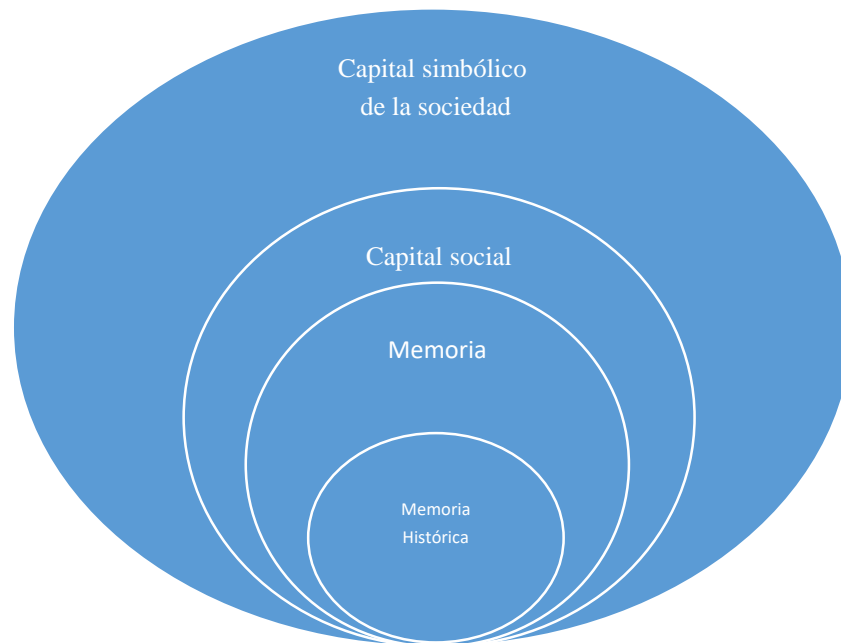 Capital simbólico
de la sociedad
Capital social
Memoria
Memoria
Histórica